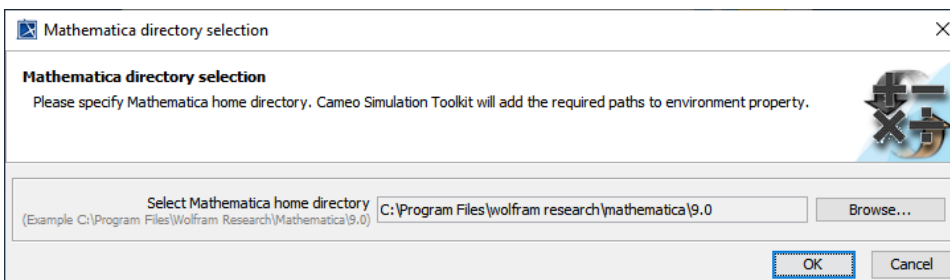 Mathematica directory selection
Mathematica directory selection
Please specify Mathematica home directory. Cameo Simulation Toolkit will add the required paths to environment property.
Select Mathematica home directory
C:\Program Files\wolfram research\mathematica\9.0
Browse...
(Example C:\Program Files\Wolfram Research\Mathematica\9.0)
OK
Cancel